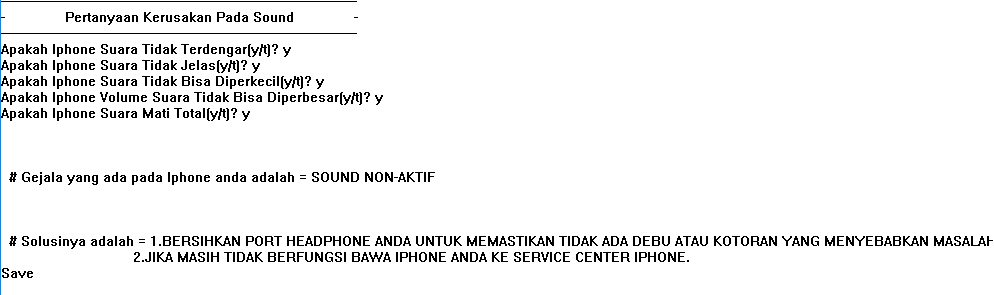 - Pertanyaan Kerusakan Pada Sound -
Apakah Iphone Suara Tidak Terdengar(y/t)? y
Apakah Iphone Suara Tidak Jelas(y/t)? y
Apakah Iphone Suara Tidak Bisa Diperkecil(y/t)? y
Apakah Iphone Volume Suara Tidak Bisa Diperbesar(y/t)? y
Apakah Iphone Suara Mati Total(y/t)? y
# Gejala yang ada pada Iphone anda adalah = SOUND NON-AKTIF
# Solusinya adalah = 1.BERSIHKAN PORT HEADPHONE ANDA UNTUK MEMASTIKAN TIDAK ADA DEBU ATAU KOTORAN YANG MENYEBABKAN MASALAH
2.JIKA MASIH TIDAK BERFUNGSI BAWA IPHONE ANDA KE SERVICE CENTER IPHONE.
Save